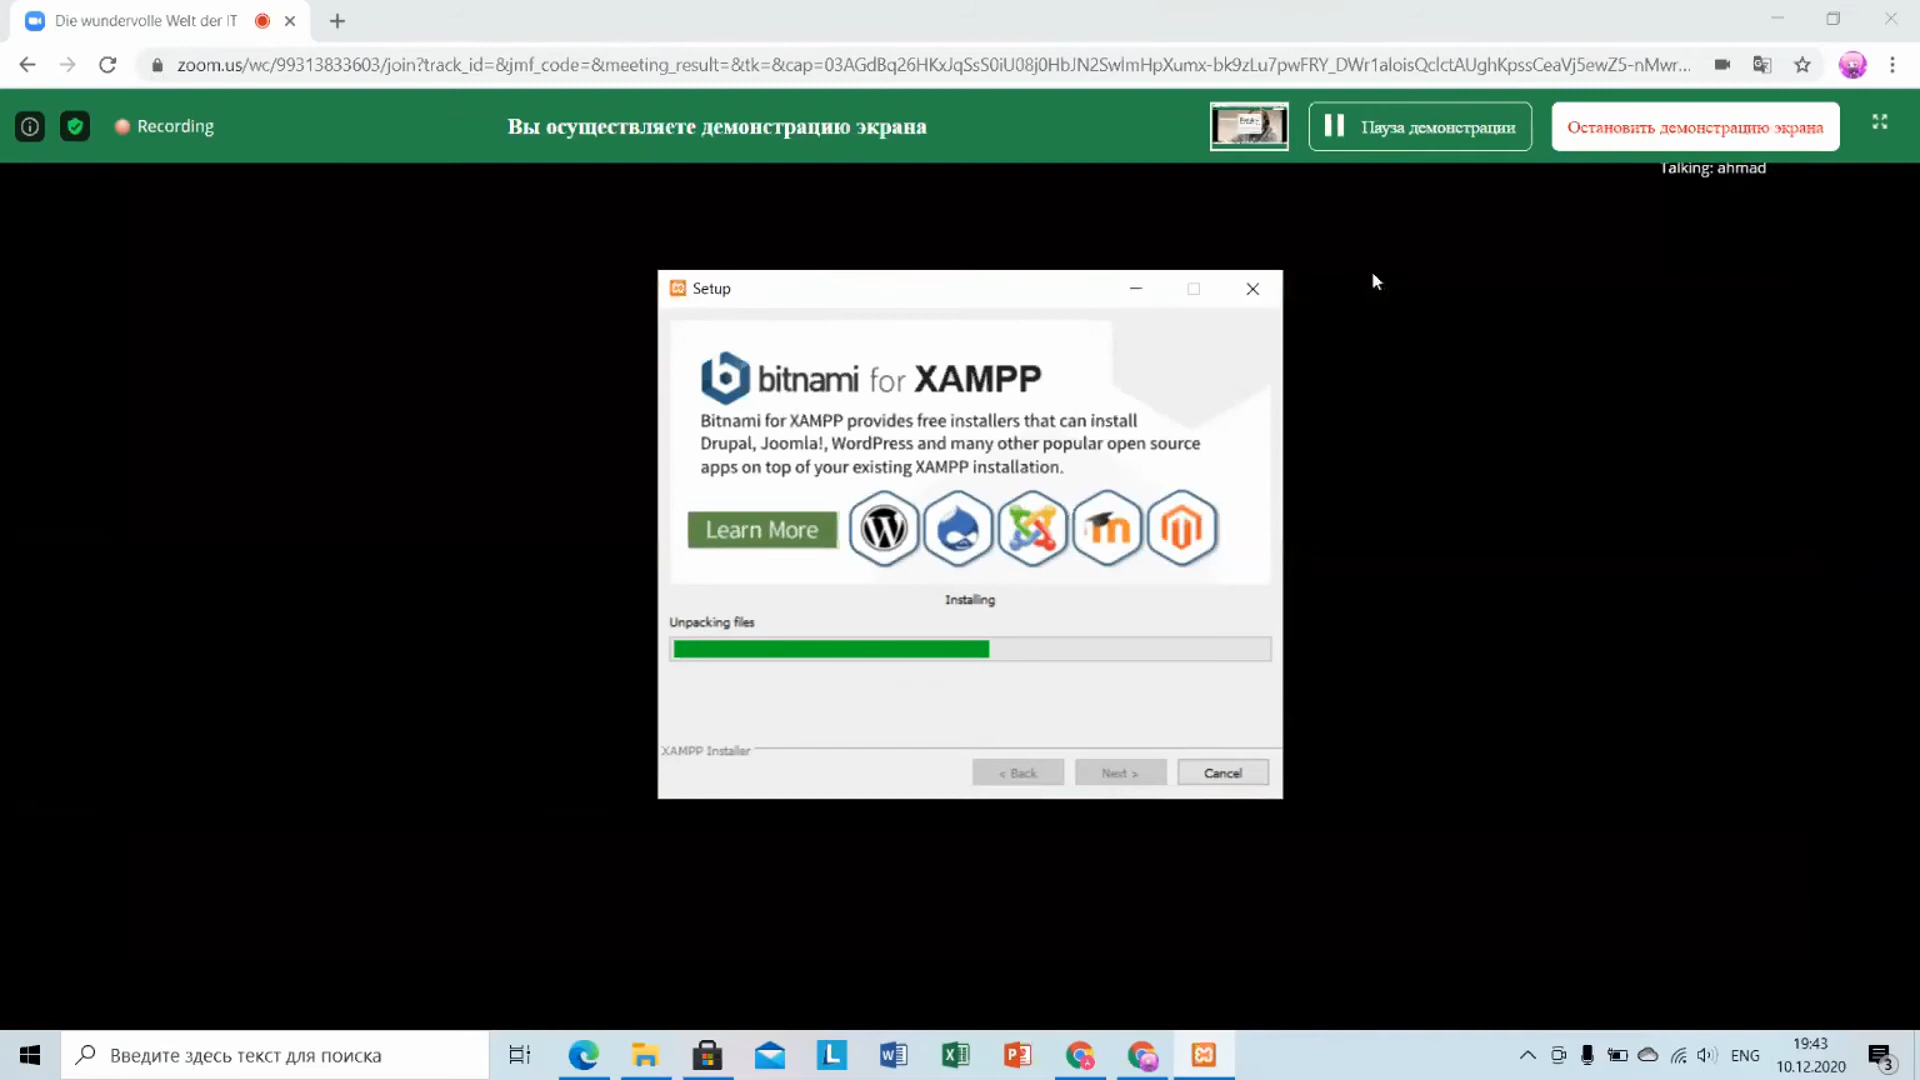 Die wundervolle Welt der IT
zoom.us/wc/99313833603/join?track_id=&jmf_code=&meeting_result=&tk=&cap=03AGdBq26HKxJqSsS0iU08j0HbJN2SwlmHpXumx-bk9zLu7pwFRY_DWr1aloisQclctAUghKpssCeaVj5ewZ5-nMwr...
Recording
Вы осуществляете демонстрацию экрана
Пауза демонстрации
Остановить демонстрацию экрана
Talking: ahmad
Setup
bitnami for XAMPP
Bitnami for XAMPP provides free installers that can install
Drupal, Joomla!, WordPress and many other popular open source
apps on top of your existing XAMPP installation.
Learn More
Installing
Unpacking files
XAMPP Installer
< Back
Next >
Cancel
Введите здесь текст для поиска
ENG
19:43
10.12.2020
3